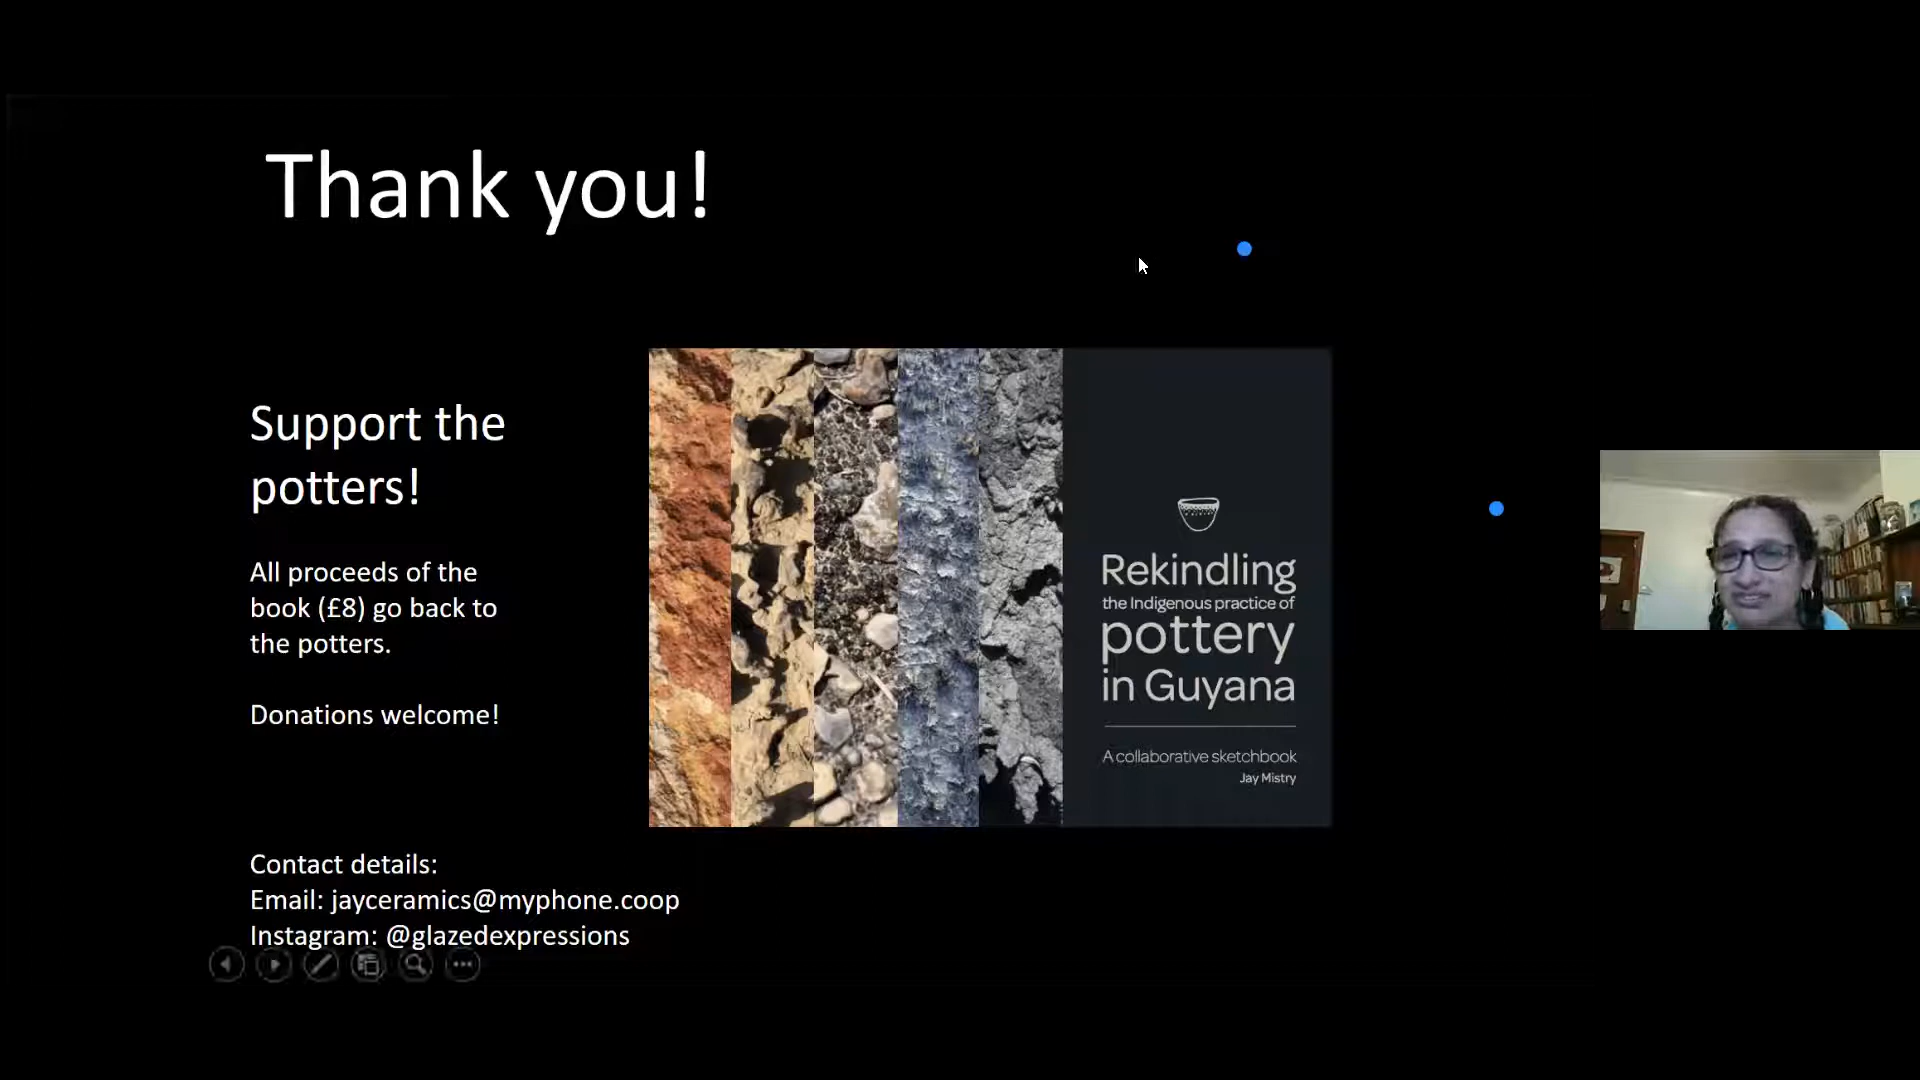 Thank you!
Support the
potters!
All proceeds of the
book (£8) go back to
the potters.
Donations welcome!
Contact details:
Email: jayceramics@myphone.coop
Instagram: @glazedexpressions
Rekindling
the Indigenous practice of
pottery
in Guyana
A collaborative sketchbook
Jay Mistry